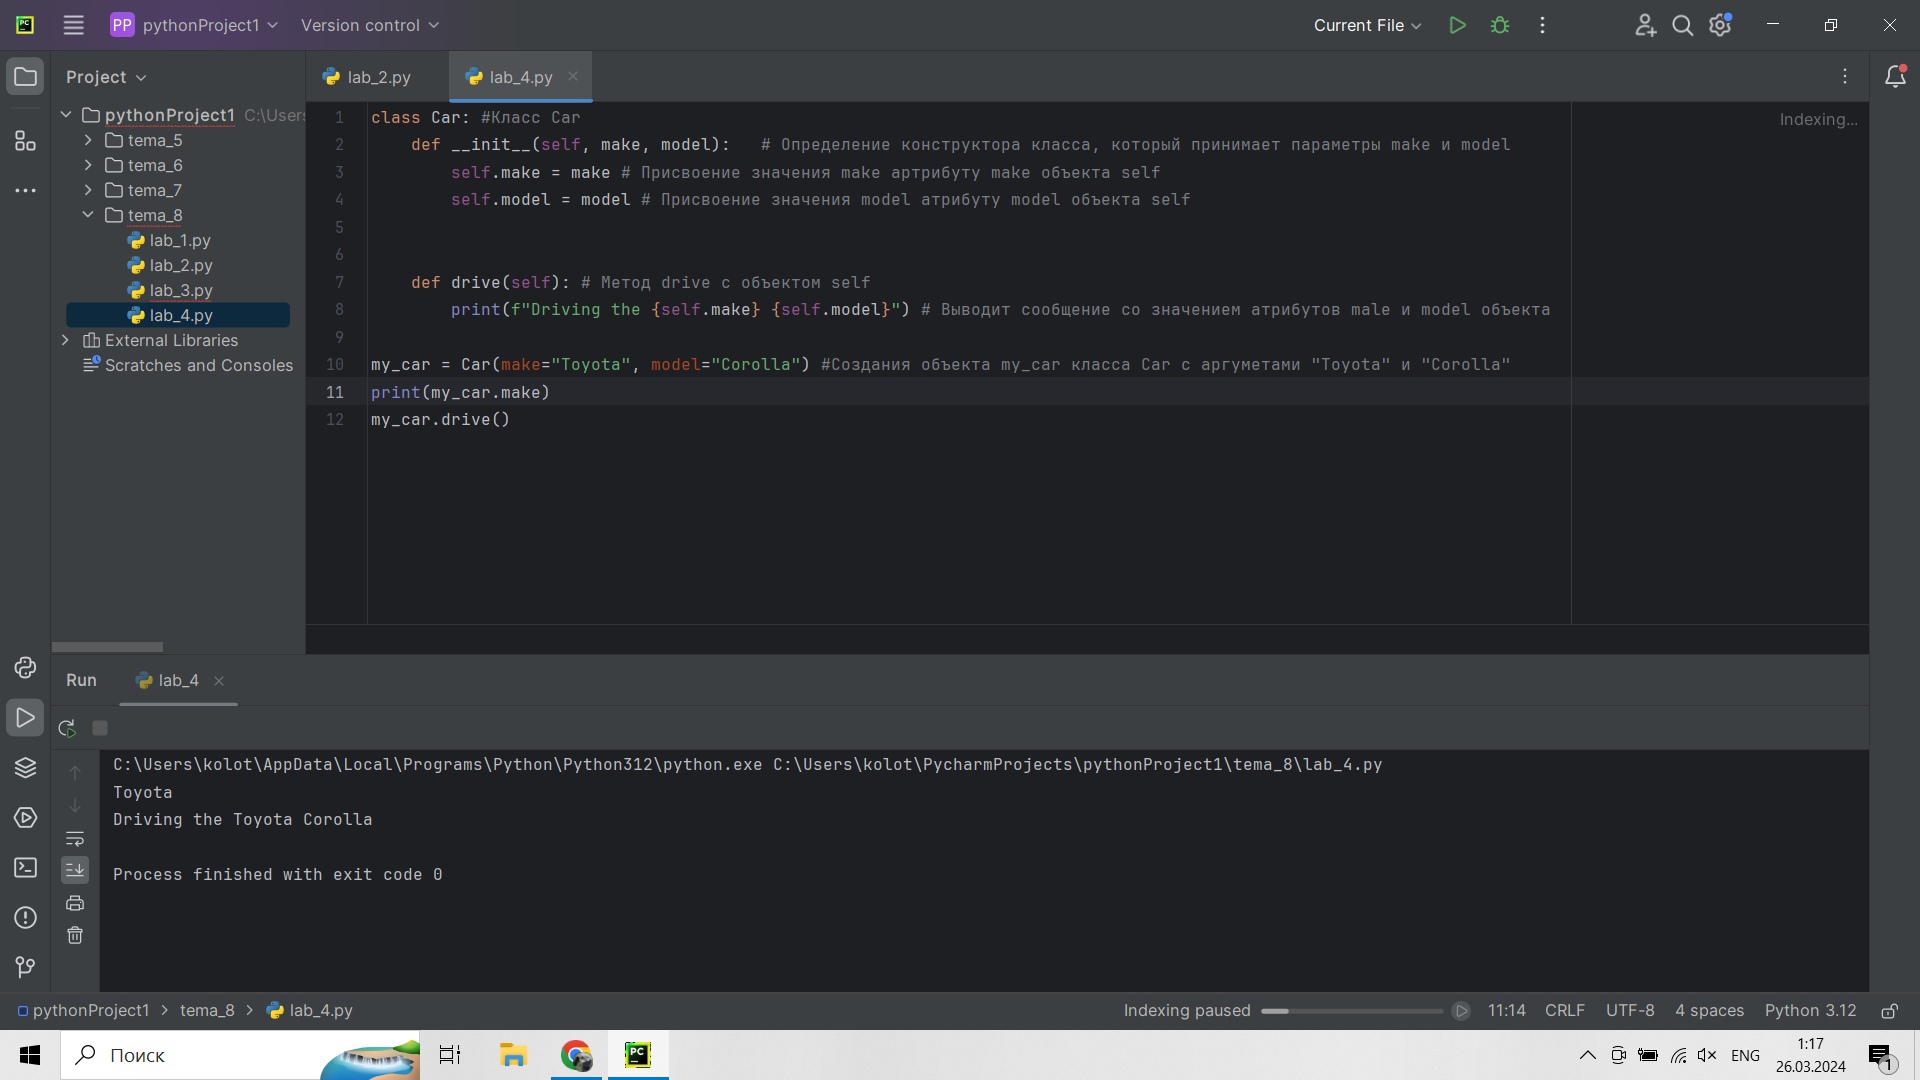 PP pythonProject1 Version control Current File
Project
lab_2.py lab_4.py
pythonProject1 C:\Users
tema_5
tema_6
tema_7
tema_8
lab_1.py
lab_2.py
lab_3.py
lab_4.py
External Libraries
Scratches and Consoles
Indexing...
1 class Car: #Класс Car
2 def __init__(self, make, model): # Определение конструктора класса, который принимает параметры make и model
3 self.make = make # Присвоение значения make артрибуту make объекта self
4 self.model = model # Присвоение значения model атрибуту model объекта self
5
6
7 def drive(self): # Метод drive с объектом self
8 print(f"Driving the {self.make} {self.model}") # Выводит сообщение со значением атрибутов male и model объекта
9
10 my_car = Car(make="Toyota", model="Corolla") #Создания объекта my_car класса Car с аргуметами "Toyota" и "Corolla"
11 print(my_car.make)
12 my_car.drive()
Run lab_4
C:\Users\kolot\AppData\Local\Programs\Python\Python312\python.exe C:\Users\kolot\PycharmProjects\pythonProject1\tema_8\lab_4.py
Toyota
Driving the Toyota Corolla
Process finished with exit code 0
pythonProject1 > tema_8 > lab_4.py
Indexing paused 11:14 CRLF UTF-8 4 spaces Python 3.12
Поиск
PC
ENG
1:17
26.03.2024
1